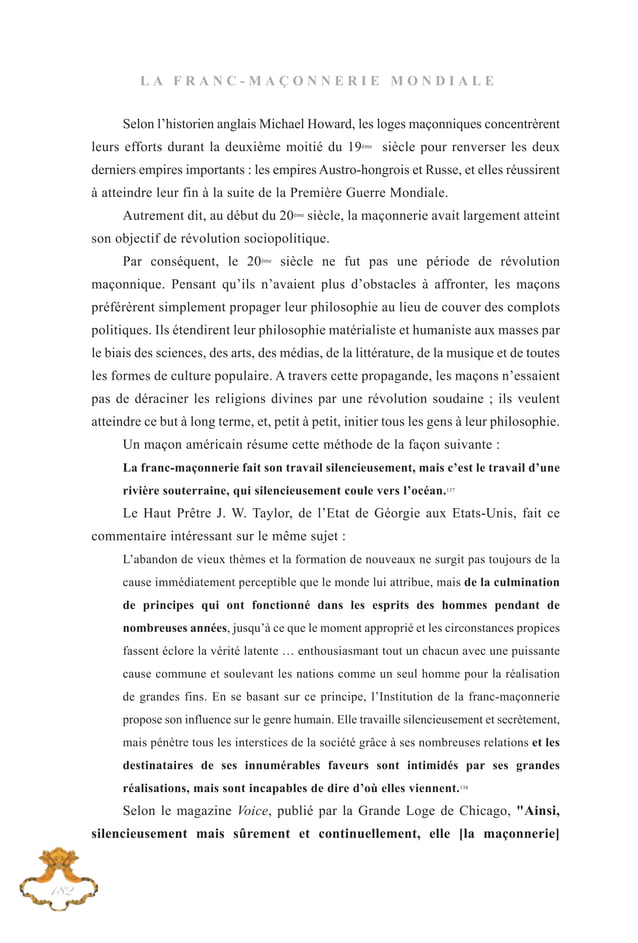 LA FRANC-MAÇONNERIE MONDIALE
Selon l’historien anglais Michael Howard, les loges maçonniques concentrèrent
leurs efforts durant la deuxième moitié du 19ème siècle pour renverser les deux
derniers empires importants : les empires Austro-hongrois et Russe, et elles réussirent
à atteindre leur fin à la suite de la Première Guerre Mondiale.
Autrement dit, au début du 20ème siècle, la maçonnerie avait largement atteint
son objectif de révolution sociopolitique.
Par conséquent, le 20ème siècle ne fut pas une période de révolution
maçonnique. Pensant qu’ils n’avaient plus d’obstacles à affronter, les maçons
préférèrent simplement propager leur philosophie au lieu de couver des complots
politiques. Ils étendirent leur philosophie matérialiste et humaniste aux masses par
le biais des sciences, des arts, des médias, de la littérature, de la musique et de toutes
les formes de culture populaire. A travers cette propagande, les maçons n’essaient
pas de déraciner les religions divines par une révolution soudaine ; ils veulent
atteindre ce but à long terme, et, petit à petit, initier tous les gens à leur philosophie.
Un maçon américain résume cette méthode de la façon suivante :
La franc-maçonnerie fait son travail silencieusement, mais c’est le travail d’une
rivière souterraine, qui silencieusement coule vers l’océan.137
Le Haut Prêtre J. W. Taylor, de l’Etat de Géorgie aux Etats-Unis, fait ce
commentaire intéressant sur le même sujet :
L’abandon de vieux thèmes et la formation de nouveaux ne surgit pas toujours de la
cause immédiatement perceptible que le monde lui attribue, mais de la culmination
de principes qui ont fonctionné dans les esprits des hommes pendant de
nombreuses années, jusqu’à ce que le moment approprié et les circonstances propices
fassent éclore la vérité latente … enthousiasmant tout un chacun avec une puissante
cause commune et soulevant les nations comme un seul homme pour la réalisation
de grandes fins. En se basant sur ce principe, l’Institution de la franc-maçonnerie
propose son influence sur le genre humain. Elle travaille silencieusement et secrètement,
mais pénètre tous les interstices de la société grâce à ses nombreuses relations et les
destinataires de ses innumérables faveurs sont intimidés par ses grandes
réalisations, mais sont incapables de dire d’où elles viennent.138
Selon le magazine Voice, publié par la Grande Loge de Chicago, "Ainsi,
silencieusement mais sûrement et continuellement, elle [la maçonnerie]
182